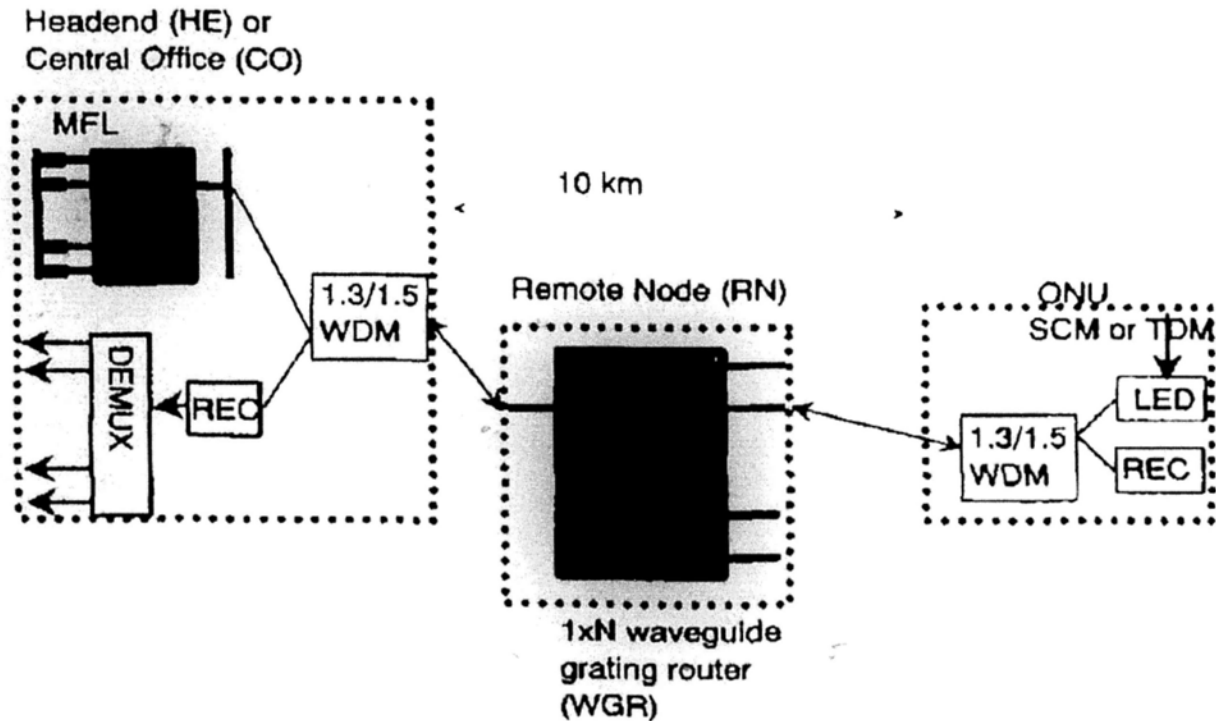 Headend (HE) or
Central Office (CO)
MFL
10 km
1.3/1.5
WDM
Remote Node (RN)
ONU
SCM or TDM
DEMUX
REC
LED
1.3/1.5
WDM
REC
1xN waveguide
grating router
(WGR)